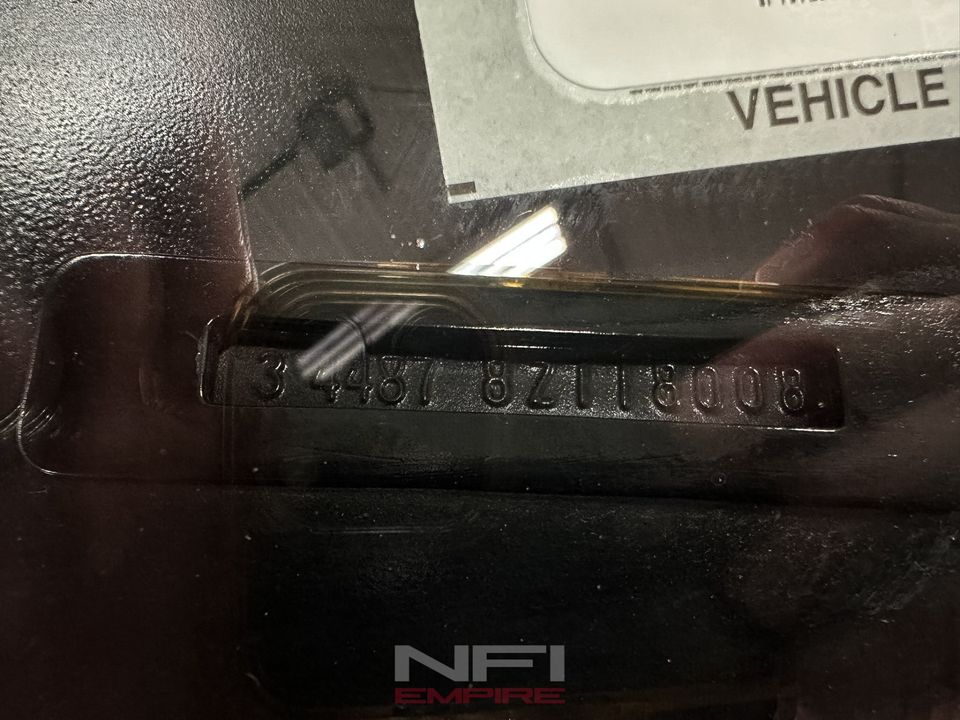 VEHICLE
3 4487 8Z118008
NFI
EMPIRE